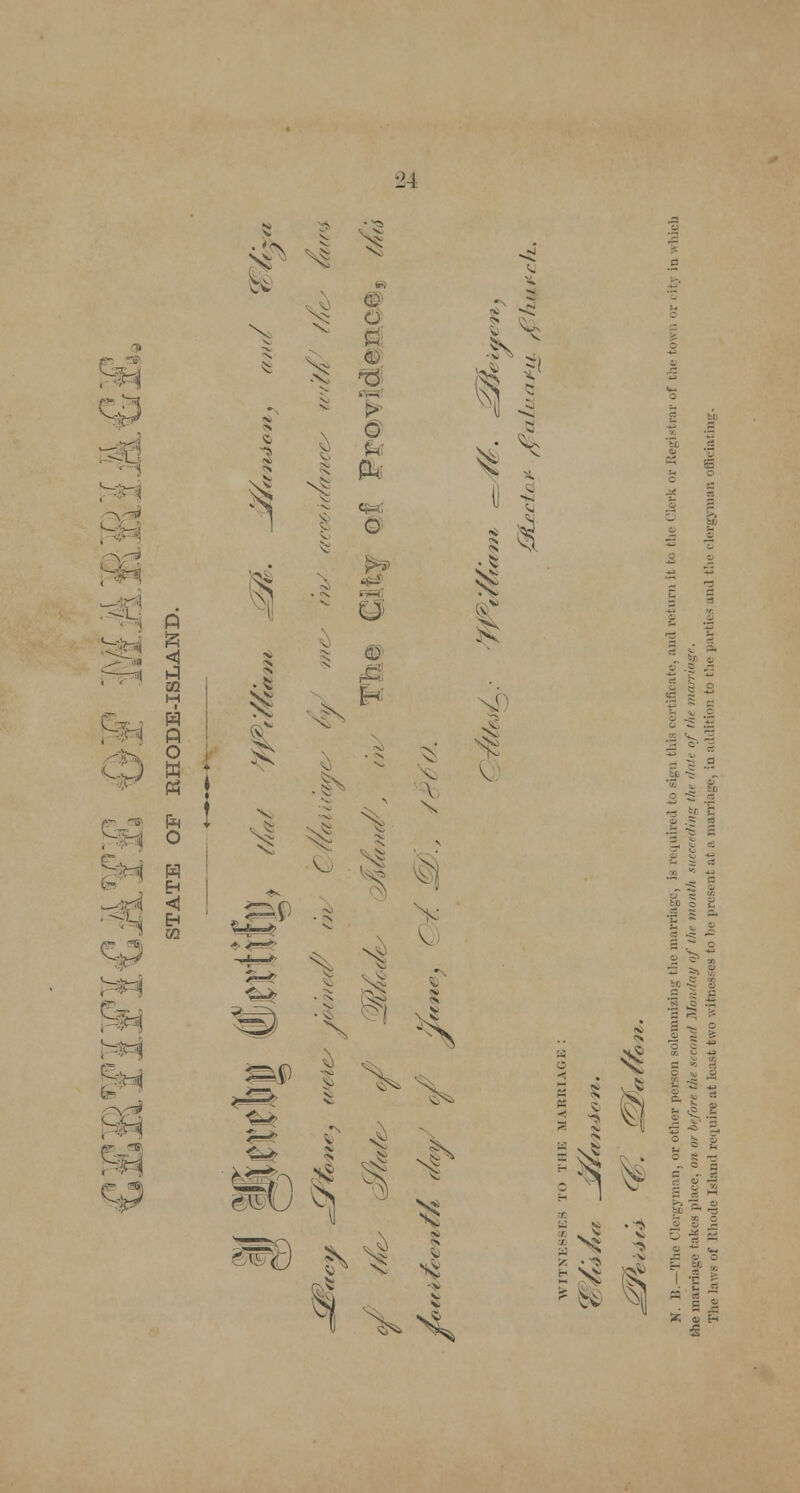 24
CERTIFICATE OF MARRIAGE.
STATE OF RHODE-ISLAND.
I Hereby Certify, that William R. Hanson, and Eliza
Lucy Stone, were joined in Marriage by me in accordance with the laws
of the State of Rhode Island, in The City of Providence, this
fourteenth day of June, A. D., 1860.
Attest, William M. Reigen,
Rector Calvary Church.
WITNESSES TO THE MARRIAGE:
Elisha Hanson.
Persis C. Dalton.
N. B.—The Clergyman, or other person solemnizing the marriage, is required to sign this certificate, and return it to the Clerk or Registrar of the town or city in which
the marriage takes place, on or before the second Monday of the month succeeding the date of the marriage.
The laws of Rhode Island require at least two witnesses to be present at a marriage, in addition to the parties and the clergyman officiating.